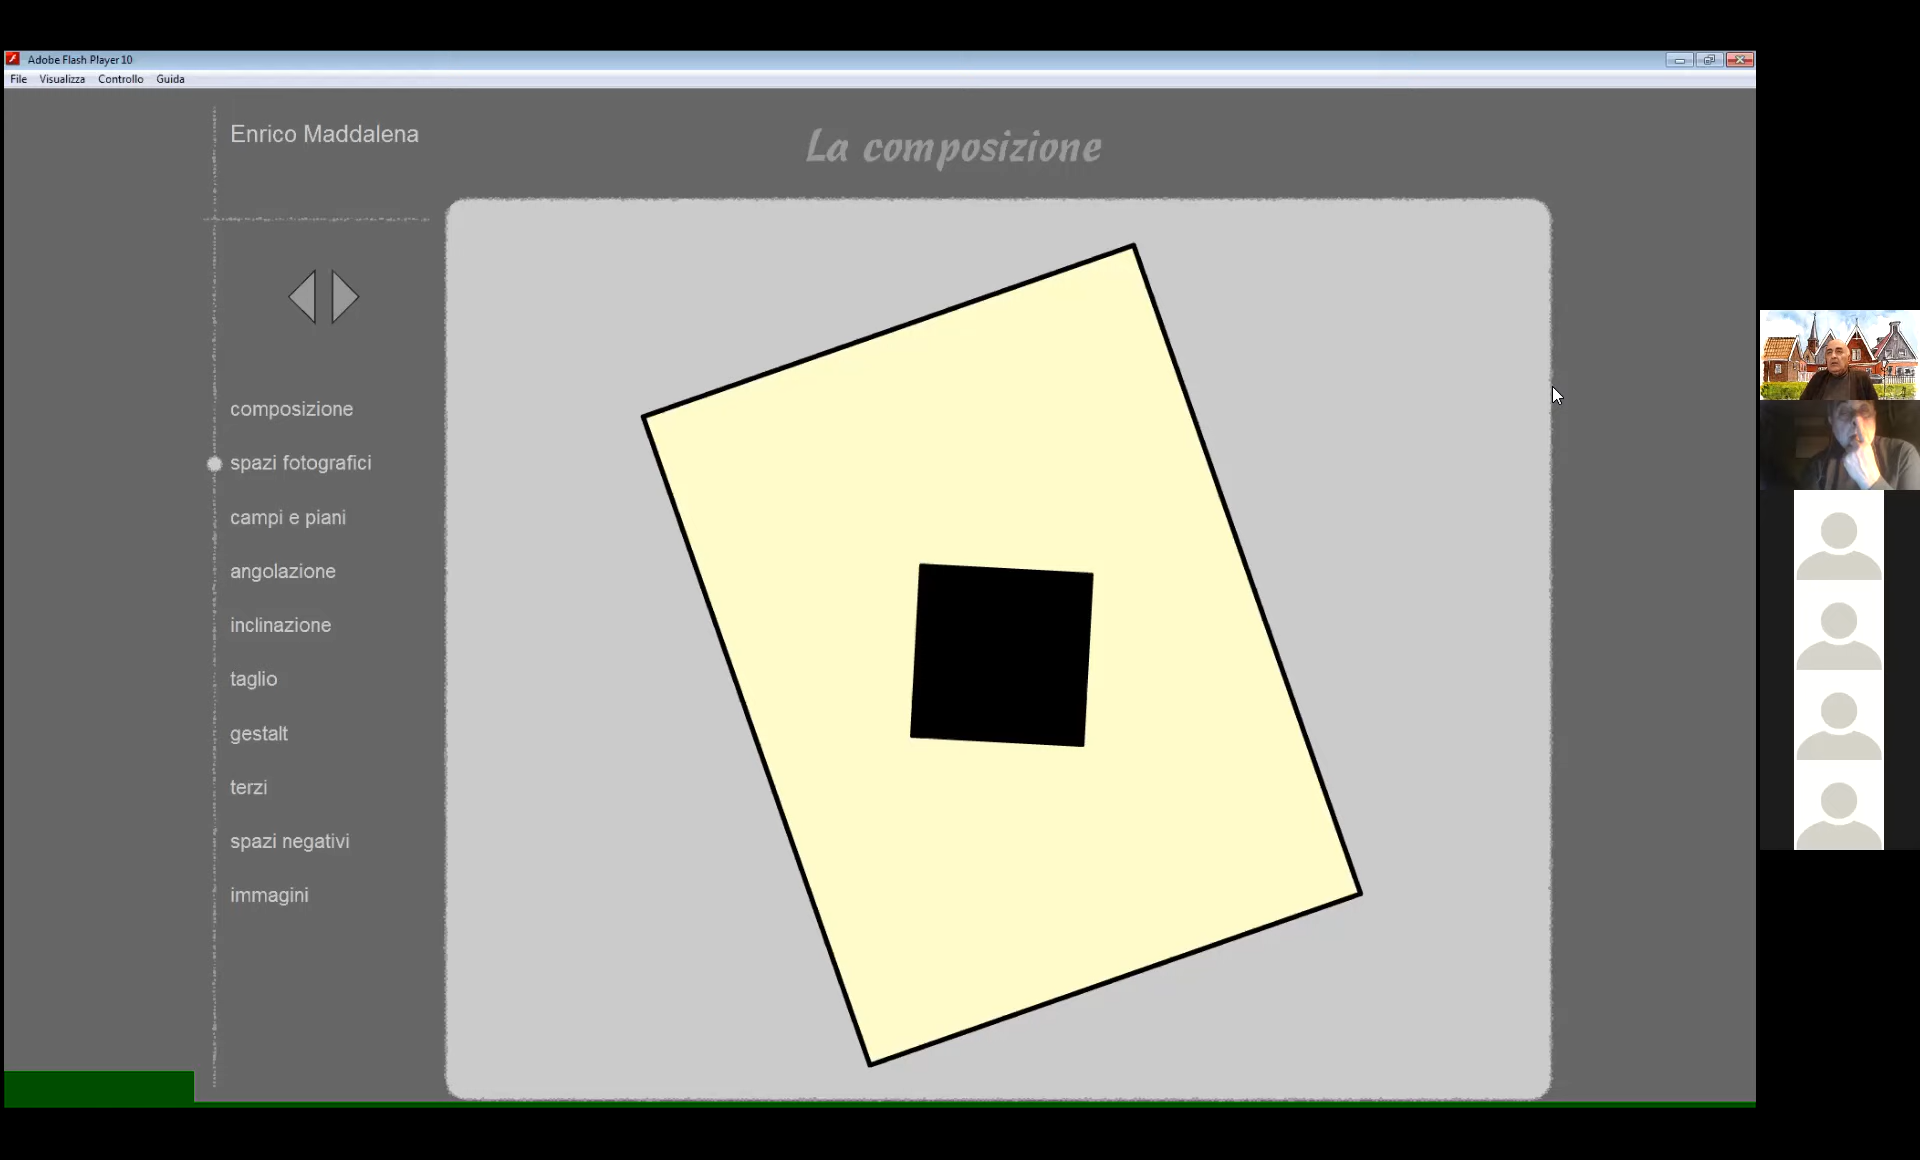 Adobe Flash Player 10
File Visualizza Controllo Guida
Enrico Maddalena
La composizione
composizione
spazi fotografici
campi e piani
angolazione
inclinazione
taglio
gestalt
terzi
spazi negativi
immagini